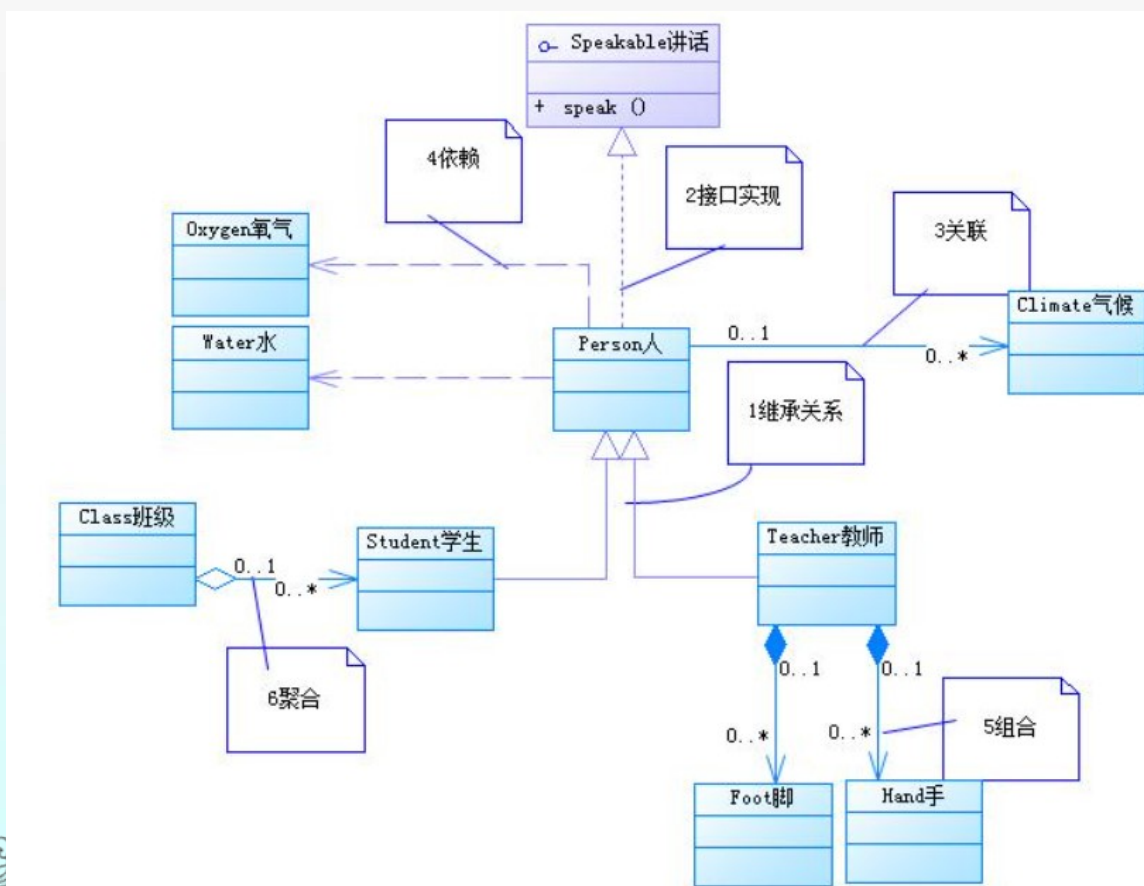 Speakable讲话
+ speak ()
4依赖
2接口实现
Oxygen氧气
3关联
Climate气候
Water水
Person人
0..1
0..*
1继承关系
Class班级
Student学生
Teacher教师
0..1
0..*
6聚合
0..1
0..1
0..*
0..*
5组合
Foot脚
Hand手